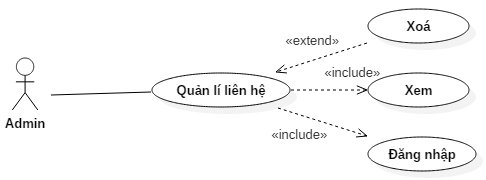 Xoá
«extend»
«include»
Quản lí liên hệ
Xem
Admin
«include»
Đăng nhập